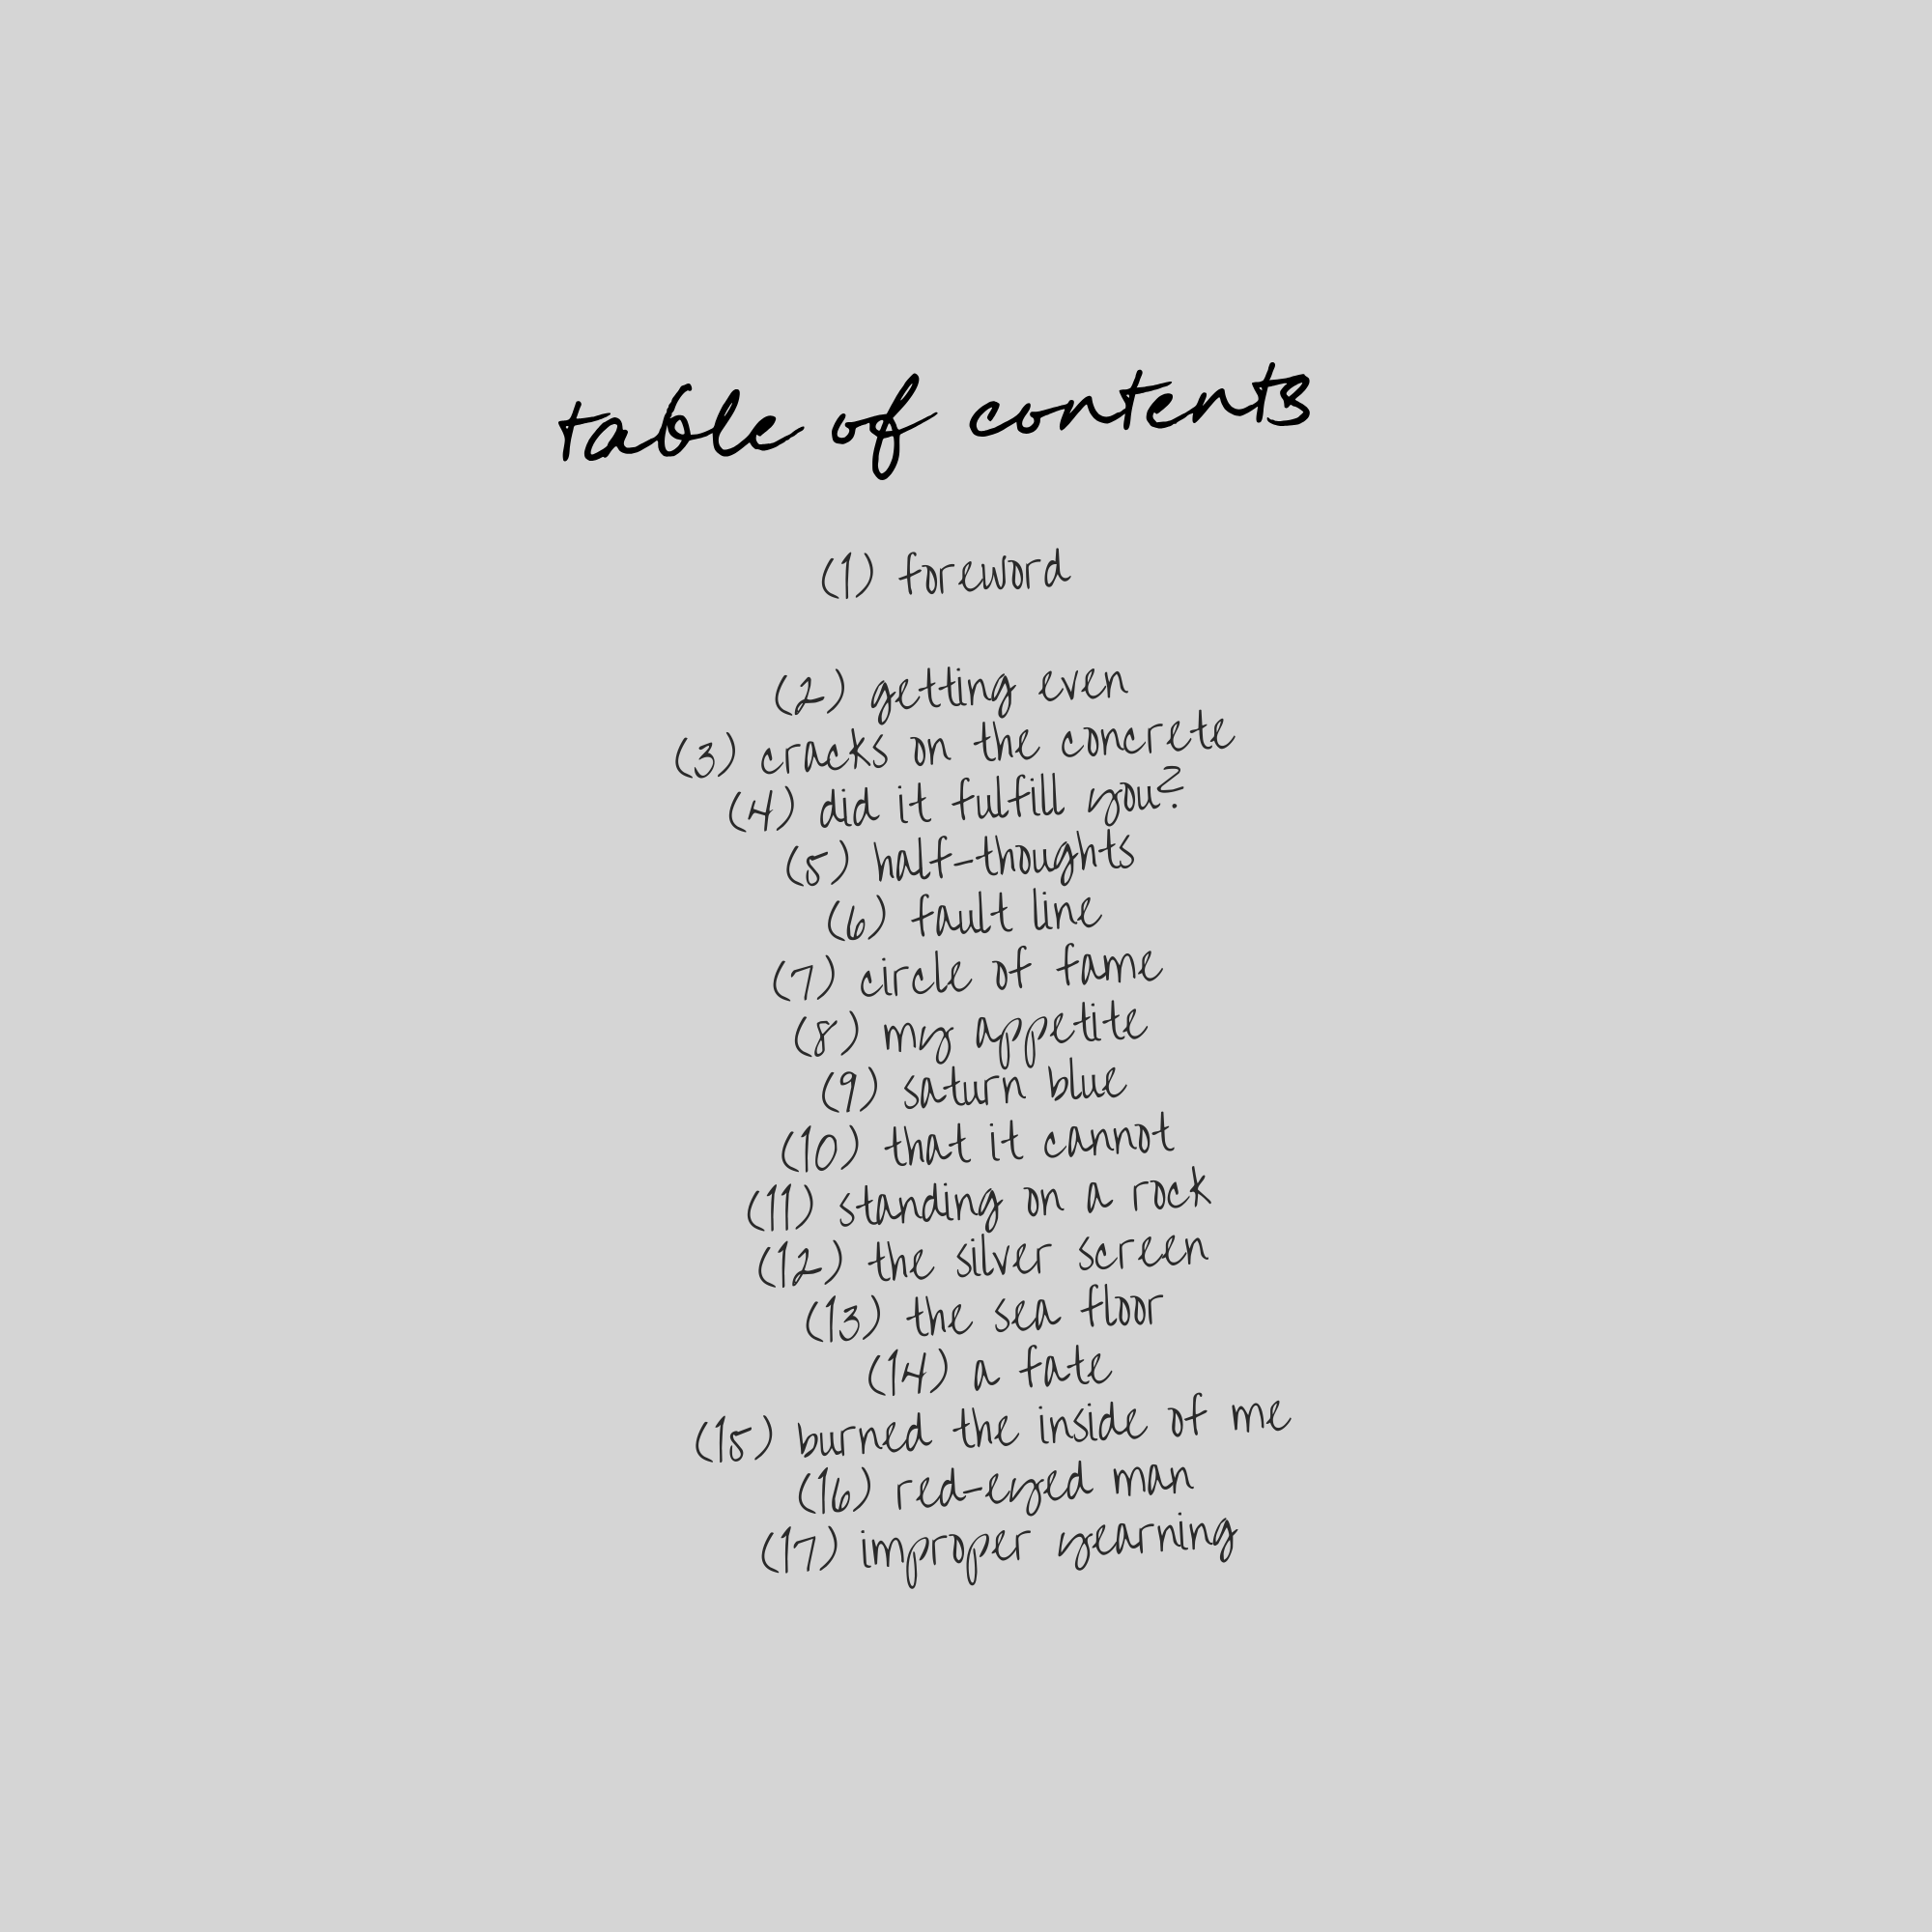 table of contents
(1) foreword
(2) getting even
(3) cracks on the concrete
(4) did it fulfill you?
(5) half-thoughts
(6) fault line
(7) circle of fame
(8) my appetite
(9) saturn blue
(10) that it cannot
(11) standing on a rock
(12) the silver screen
(13) the sea floor
(14) a fate
(15) burned the inside of me
(16) red-eyed man
(17) improper yearning